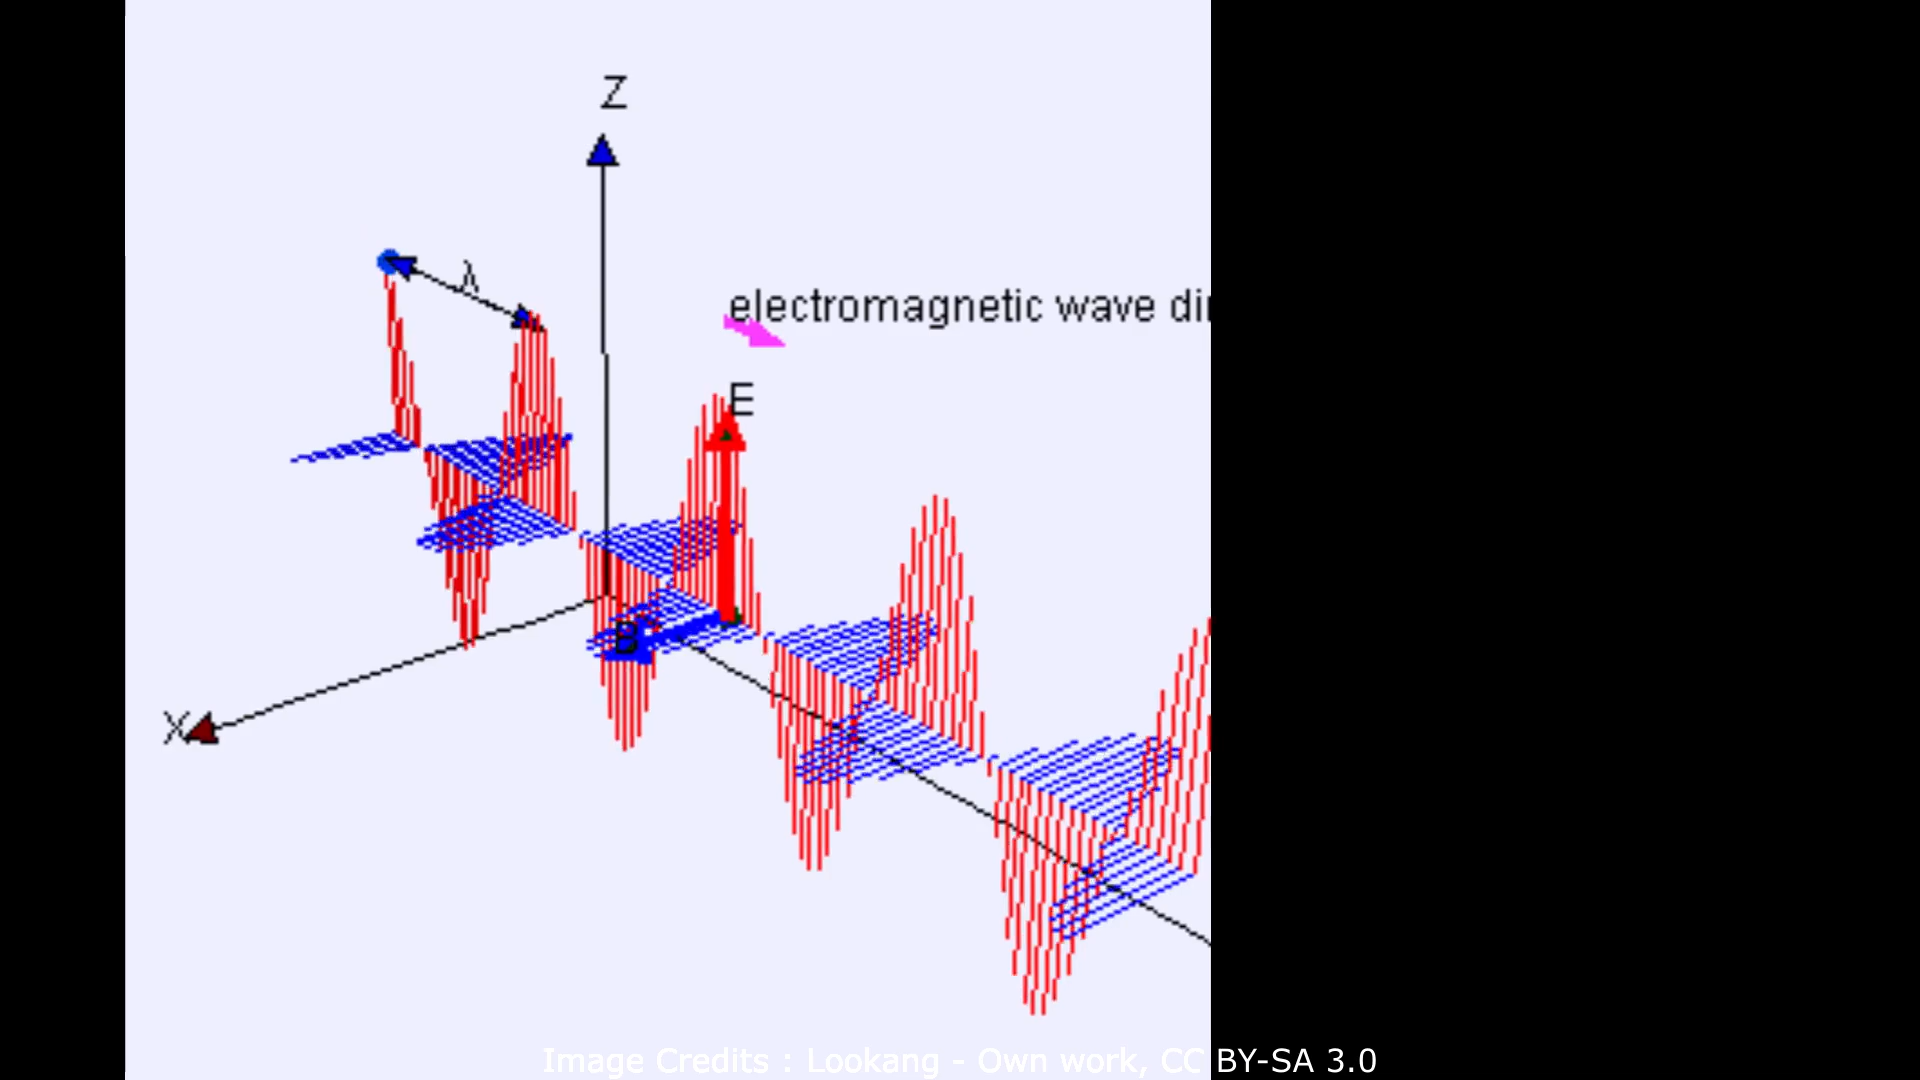 Z
λ
electromagnetic wave di
E
B
X
Image Credits : Lookang - Own work, CC BY-SA 3.0